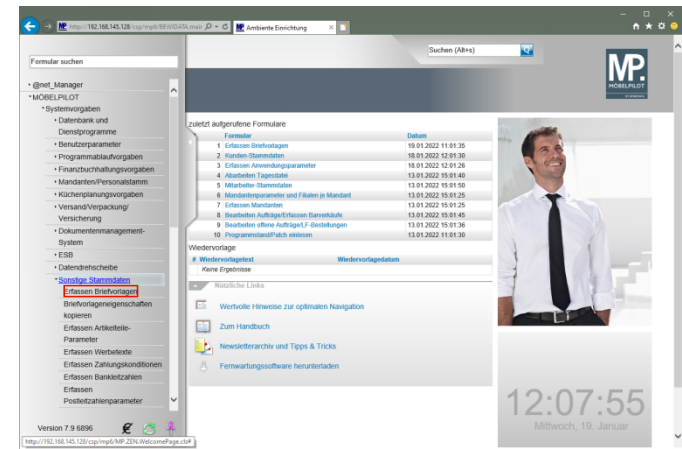 http://192.168.145.128/csp/mp6/BEWIDATA.mair
Ambiente Einrichtung
Suchen (Alt+s)
Formular suchen
MP.
MÖBELPILOT
@net_Manager
MÖBELPILOT
Systemvorgaben
Datenbank und
Dienstprogramme
Benutzerparameter
Programmablaufvorgaben
Finanzbuchhaltungsvorgaben
Mandanten/Personalstamm
Küchenplanungsvorgaben
Versand/Verpackung/
Versicherung
Dokumentenmanagement-
System
ESB
Datendrehscheibe
Sonstige Stammdaten
Erfassen Briefvorlagen
Briefvorlageneigenschaften
kopieren
Erfassen Artikelteile-
Parameter
Erfassen Werbetexte
Erfassen Zahlungskonditionen
Erfassen Bankleitzahlen
Erfassen
Postleitzahlenparameter
Version 7.9 6896
http://192.168.145.128/csp/mp6/MP.ZEN.WelcomePage.cls#
zuletzt aufgerufene Formulare
Formular Datum
1 Erfassen Briefvorlagen 19.01.2022 11:01:35
2 Kunden-Stammdaten 18.01.2022 12:01:30
3 Erfassen Anwendungsparameter 18.01.2022 12:01:26
4 Abarbeiten Tagesdatei 13.01.2022 15:01:40
5 Mitarbeiter-Stammdaten 13.01.2022 15:01:50
6 Mandantenparameter und Filialen je Mandant 13.01.2022 15:01:25
7 Erfassen Mandanten 13.01.2022 15:01:12
8 Bearbeiten Aufträge/Erfassen Barverkäufe 13.01.2022 15:01:45
9 Bearbeiten offene Aufträge/LF-Bestellungen 13.01.2022 15:01:36
10 Programmstand/Patch einlesen 13.01.2022 11:01:30
Wiedervorlage
# Wiedervorlagetext Wiedervorlagedatum
Keine Ergebnisse
Nützliche Links
Wertvolle Hinweise zur optimalen Navigation
Zum Handbuch
Newsletterarchiv und Tipps & Tricks
Fernwartungssoftware herunterladen
12:07:55
Mittwoch, 19. Januar